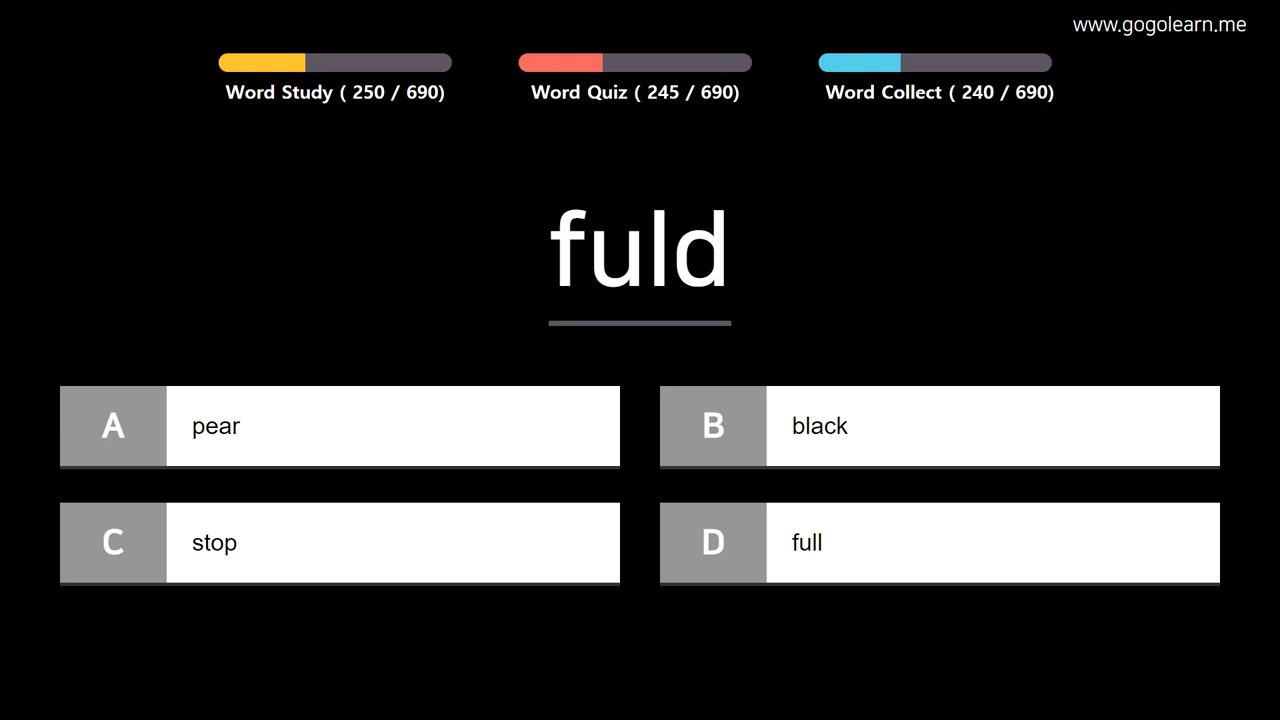 www.gogolearn.me
Word Study ( 250 / 690)
Word Quiz ( 245 / 690)
Word Collect ( 240 / 690)
fuld
A pear
B black
C stop
D full